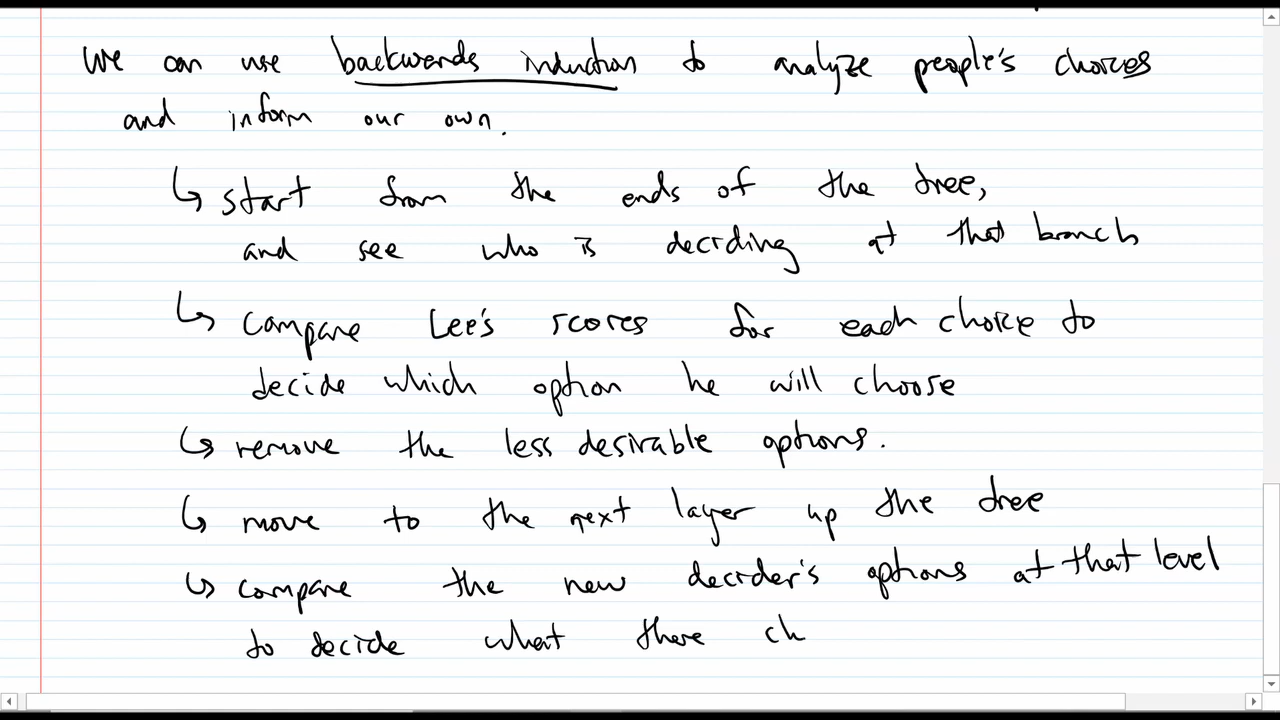 We can use backwards induction to analyze people's choices
and inform our own.
↳ start from the ends of the tree,
and see who is deciding at that branch
↳ compare Lee's scores for each choice to
decide which option he will choose
↳ remove the less desirable options.
↳ move to the next layer up the tree
↳ compare the new decider's options at that level
to decide what there ch